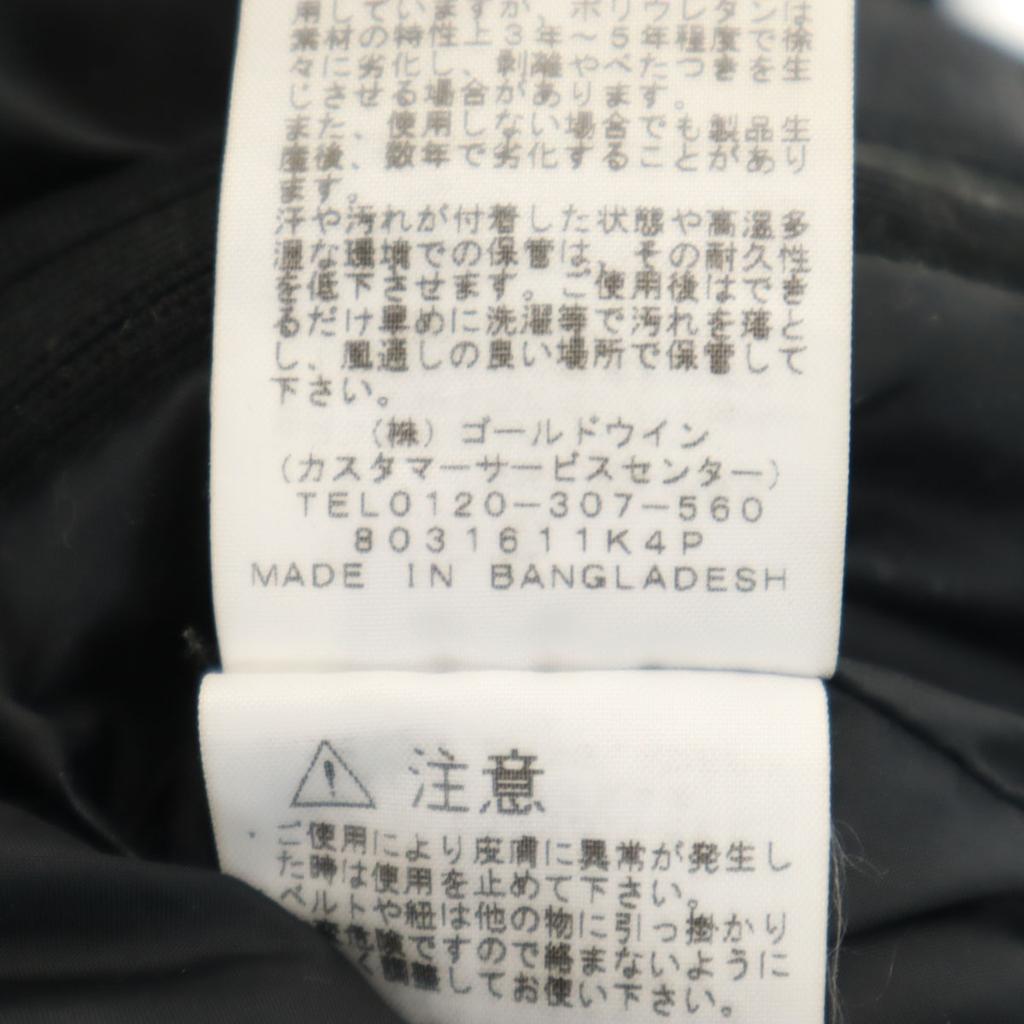 用しているポリウレタンは
素材の特性上、3〜5年程度で徐
々に劣化し、剥離やべたつきを生
じさせる場合があります。
また、使用しない場合でも製品生
産後、数年で劣化することがあり
ます。
汗や汚れが付着した状態や高温多
湿な環境での保管は、その耐久性
を低下させます。ご使用後はでき
るだけ早めに洗濯等で汚れを落と
し、風通しの良い場所で保管して
下さい。
(株)ゴールドウイン
(カスタマーサービスセンター)
TEL0120-307-560
8031611K4P
MADE IN BANGLADESH
注意
ご使用により皮膚に異常が発生し
た時は使用を止めて下さい。
ベルトや紐は他の物に引っ掛かり
危険ですので絡まないように
調整してお使い下さい。